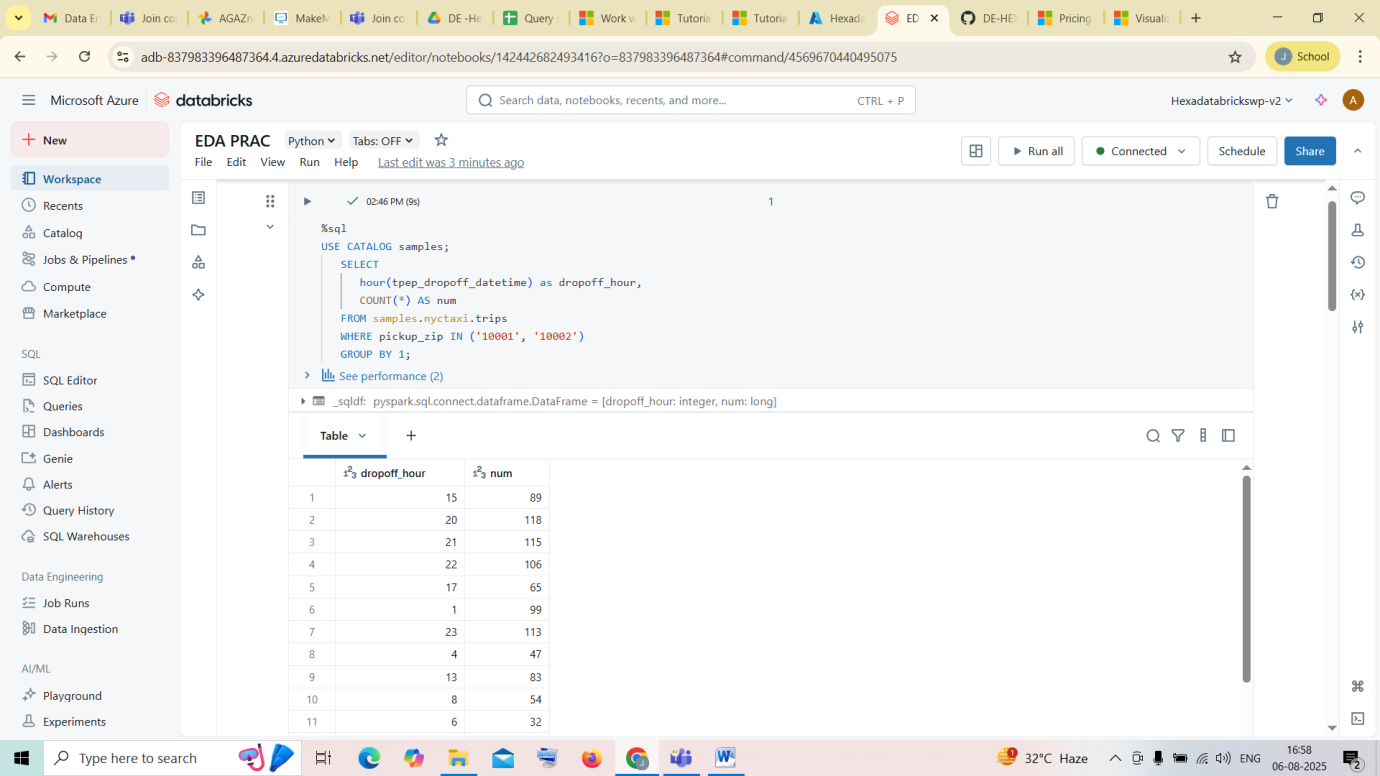 Data En
Join co
AGAZn
MakeM
Join co
DE -He
Query
Work w
Tutoria
Tutoria
Hexada
ED
DE-HEX
Pricing
Visualiz
adb-837983396487364.4.azuredatabricks.net/editor/notebooks/1424426824934 16?o=837983396487364#command/4569670440495075
J School
Microsoft Azure databricks
Search data, notebooks, recents, and more... CTRL + P
Hexadatabrickswp-v2
A
New
Workspace
Recents
Catalog
Jobs & Pipelines
Compute
Marketplace
SQL
SQL Editor
Queries
Dashboards
Genie
Alerts
Query History
SQL Warehouses
Data Engineering
Job Runs
Data Ingestion
AI/ML
Playground
Experiments
EDA PRAC Python Tabs: OFF
File Edit View Run Help Last edit was 3 minutes ago
Run all Connected Schedule Share
02:46 PM (9s) 1
%sql
USE CATALOG samples;
SELECT
hour(tpep_dropoff_datetime) as dropoff_hour,
COUNT(*) AS num
FROM samples.nyctaxi.trips
WHERE pickup_zip IN ('10001', '10002')
GROUP BY 1;
See performance (2)
_sqldf: pyspark.sql.connect.dataframe.DataFrame = [dropoff_hour: integer, num: long]
Table +
123 dropoff_hour 123 num
1 15 89
2 20 118
3 21 115
4 22 106
5 17 65
6 1 99
7 23 113
8 4 47
9 13 83
10 8 54
11 6 32
Type here to search
32°C Haze
ENG
16:58
06-08-2025
2